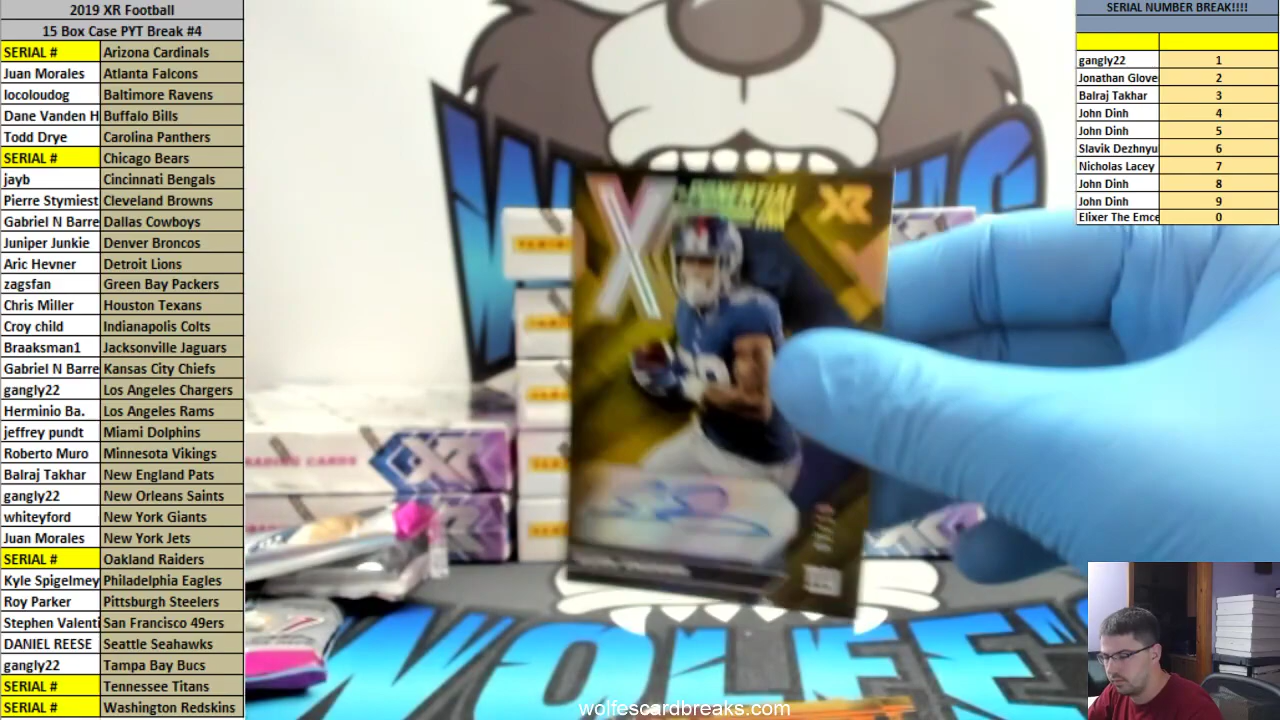 2019 XR Football
15 Box Case PYT Break #4
SERIAL # Arizona Cardinals
Juan Morales Atlanta Falcons
locoloudog Baltimore Ravens
Dane Vanden H Buffalo Bills
Todd Drye Carolina Panthers
SERIAL # Chicago Bears
jayb Cincinnati Bengals
Pierre Stymiest Cleveland Browns
Gabriel N Barre Dallas Cowboys
Juniper Junkie Denver Broncos
Aric Hevner Detroit Lions
zagsfan Green Bay Packers
Chris Miller Houston Texans
Croy child Indianapolis Colts
Braaksman1 Jacksonville Jaguars
Gabriel N Barre Kansas City Chiefs
gangly22 Los Angeles Chargers
Herminio Ba. Los Angeles Rams
jeffrey pundt Miami Dolphins
Roberto Muro Minnesota Vikings
Balraj Takhar New England Pats
gangly22 New Orleans Saints
whiteyford New York Giants
Juan Morales New York Jets
SERIAL # Oakland Raiders
Kyle Spigelmey Philadelphia Eagles
Roy Parker Pittsburgh Steelers
Stephen Valenti San Francisco 49ers
DANIEL REESE Seattle Seahawks
gangly22 Tampa Bay Bucs
SERIAL # Tennessee Titans
SERIAL # Washington Redskins
SERIAL NUMBER BREAK!!!!
gangly22 1
Jonathan Glove 2
Balraj Takhar 3
John Dinh 4
John Dinh 5
Slavik Dezhnyu 6
Nicholas Lacey 7
John Dinh 8
John Dinh 9
Elixer The Emce 0
XPONENTIAL
XR
XR
WOLFE'
wolfescardbreaks.com